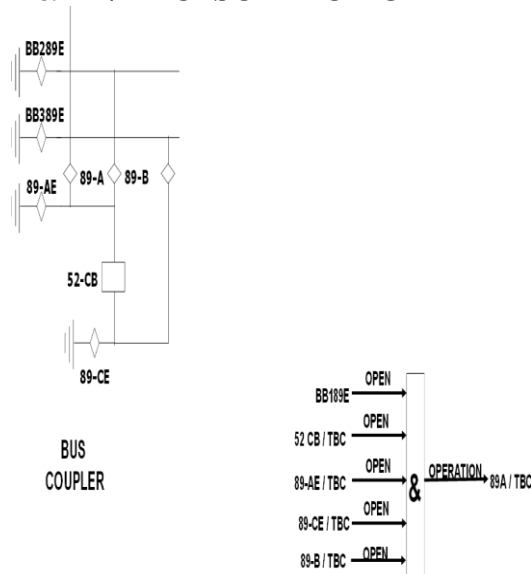 BB289E
BB389E
89-A
89-B
89-AE
52-CB
89-CE
BUS
COUPLER
OPEN
BB189E
OPEN
52 CB / TBC
OPEN
89-AE / TBC
&
OPERATION
89A / TBC
OPEN
89-CE / TBC
OPEN
89-B / TBC